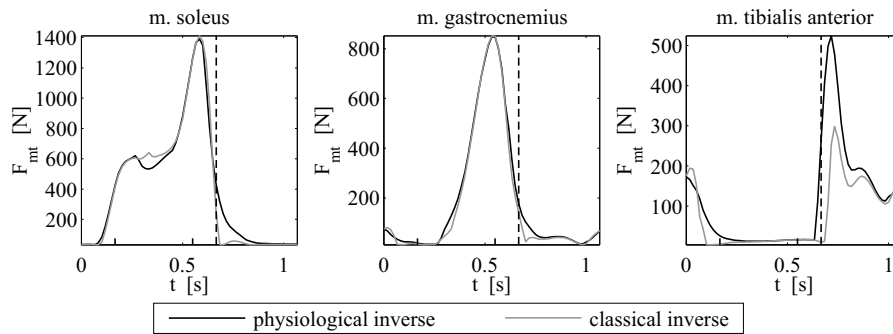 m. soleus
F_mt [N]
1400
1200
1000
800
600
400
200
0
0.5
1
t [s]
m. gastrocnemius
F_mt [N]
800
600
400
200
0
0.5
1
t [s]
m. tibialis anterior
F_mt [N]
500
400
300
200
100
0
0.5
1
t [s]
physiological inverse
classical inverse